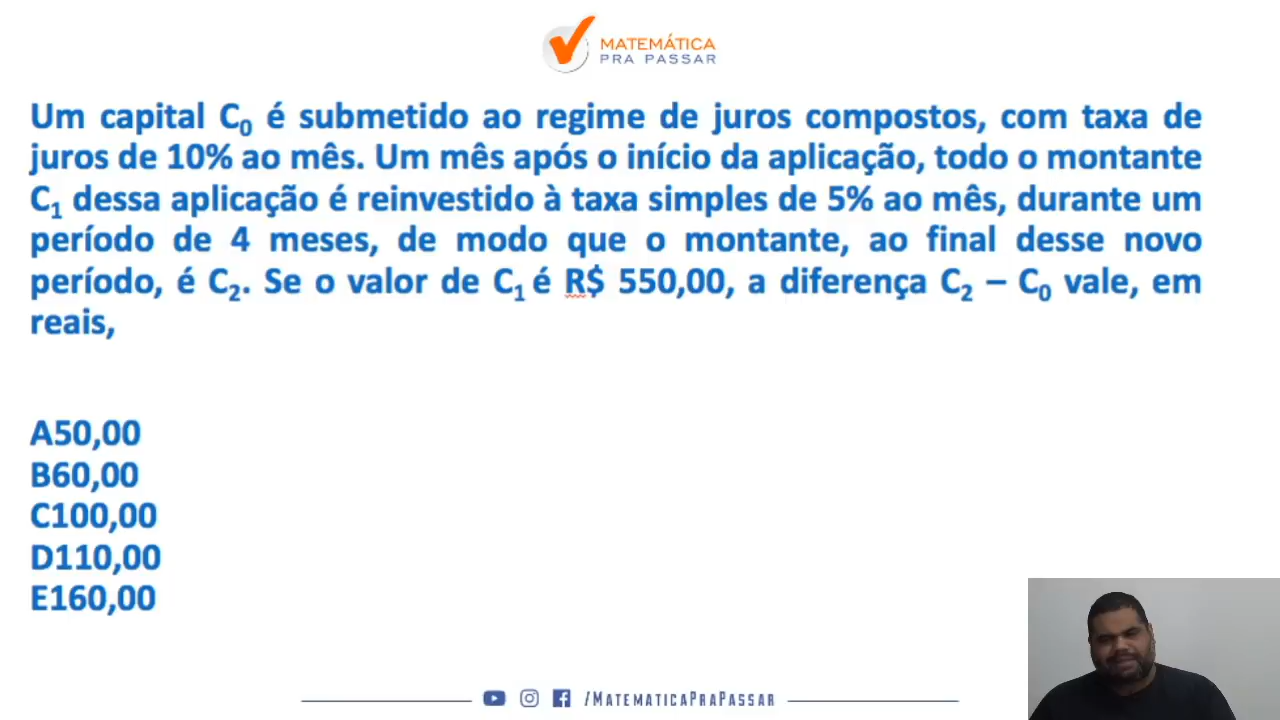 MATEMÁTICA
PRA PASSAR
Um capital C₀ é submetido ao regime de juros compostos, com taxa de
juros de 10% ao mês. Um mês após o início da aplicação, todo o montante
C₁ dessa aplicação é reinvestido à taxa simples de 5% ao mês, durante um
período de 4 meses, de modo que o montante, ao final desse novo
período, é C₂. Se o valor de C₁ é R$ 550,00, a diferença C₂ – C₀ vale, em
reais,
A50,00
B60,00
C100,00
D110,00
E160,00
/MATEMATICAPRAPASSAR